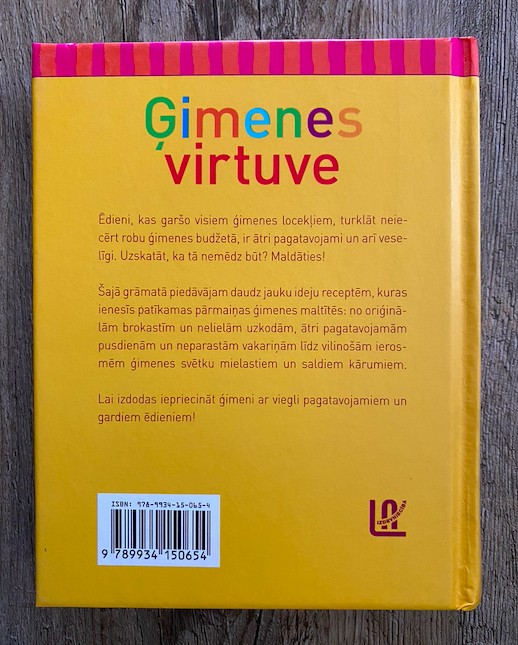 Ģimenes
virtuve
Ēdieni, kas garšo visiem ģimenes locekļiem, turklāt neie-
cērt robu ģimenes budžetā, ir ātri pagatavojami un arī vese-
līgi. Uzskatāt, ka tā nemēdz būt? Maldāties!
Šajā grāmatā piedāvājam daudz jauku ideju receptēm, kuras
ienesīs patīkamas pārmaiņas ģimenes maltītēs: no oriģinā-
lām brokastīm un nelielām uzkodām, ātri pagatavojamām
pusdienām un neparastām vakariņām līdz vilinošām ieros-
mēm ģimenes svētku mielastiem un saldiem kārumiem.
Lai izdodas iepriecināt ģimeni ar viegli pagatavojamiem un
gardiem ēdieniem!
ISBN: 978-9934-15-065-4
9 789934 150654
LA
IZDEVNIECĪBA